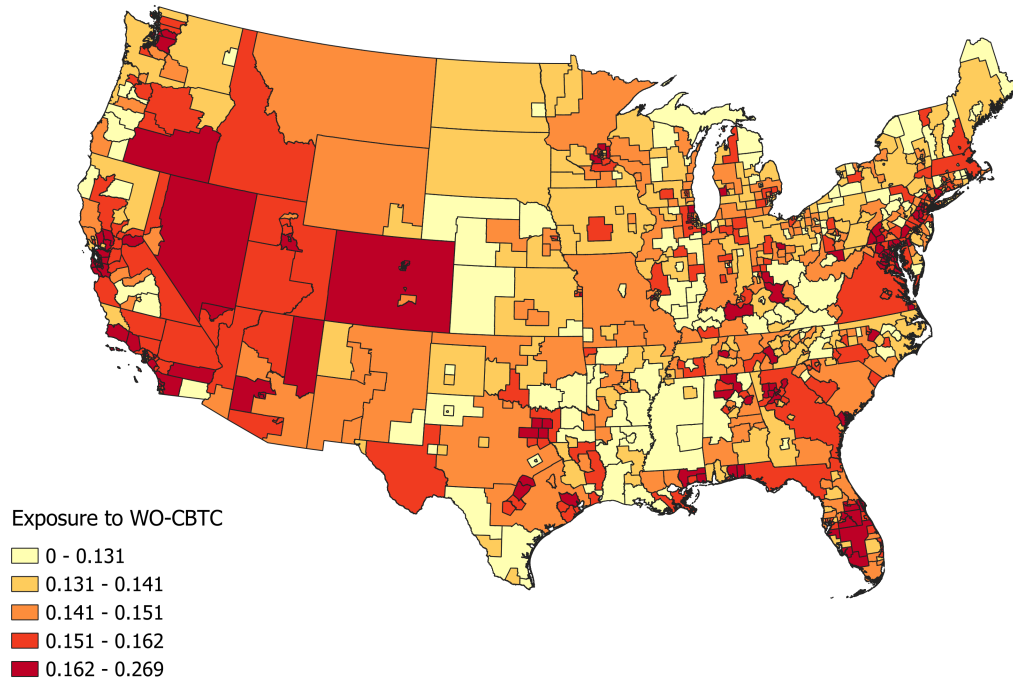 Exposure to WO-CBTC
0 - 0.131
0.131 - 0.141
0.141 - 0.151
0.151 - 0.162
0.162 - 0.269